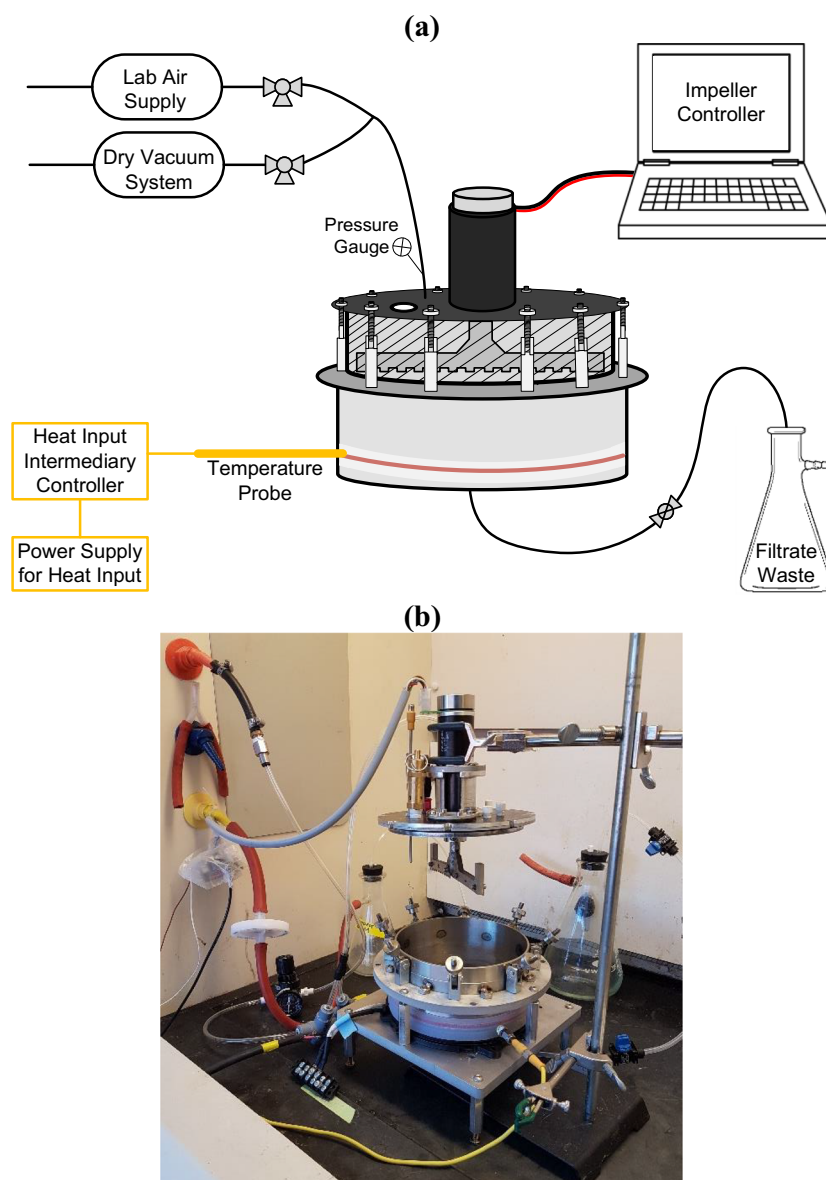 (a)
Lab Air
Supply
Dry Vacuum
System
Impeller
Controller
Pressure
Gauge
Heat Input
Intermediary
Controller
Temperature
Probe
Power Supply
for Heat Input
Filtrate
Waste
(b)